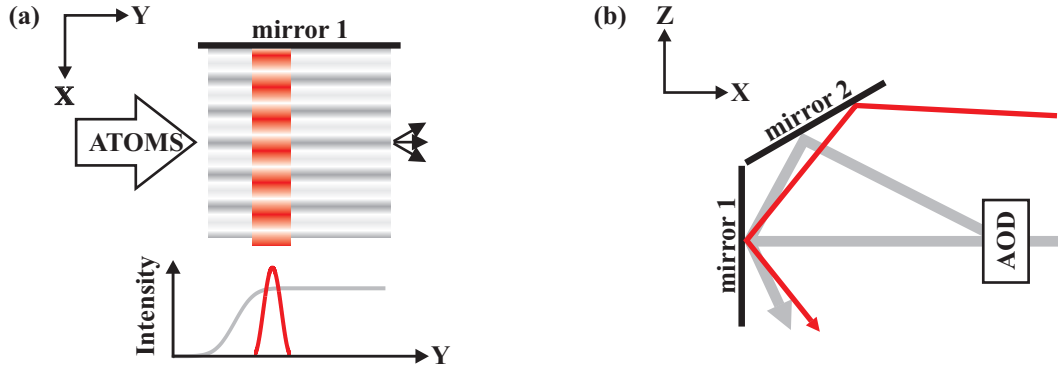 (a)
Y
X
mirror 1
ATOMS
Intensity
Y
(b)
Z
X
mirror 2
mirror 1
AOD